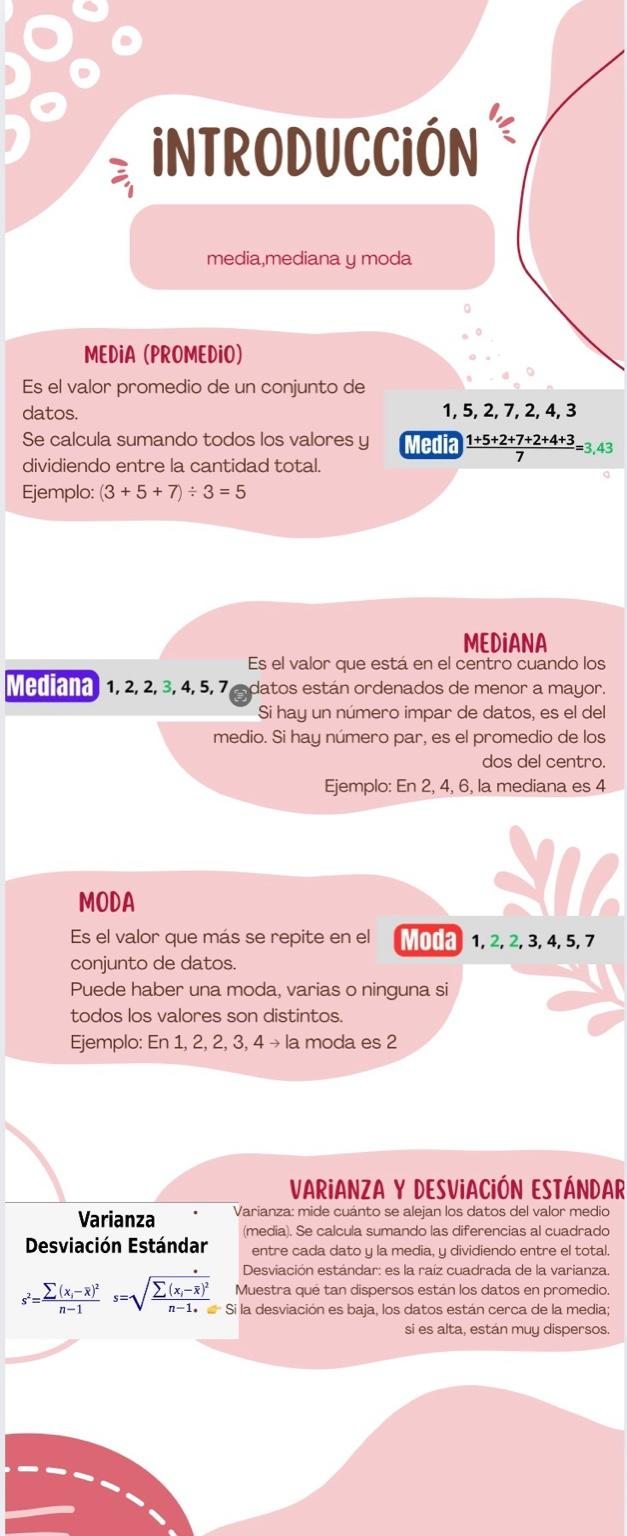 iNTRODUCCiÓN
media,mediana y moda
MEDiA (PROMEDiO)
Es el valor promedio de un conjunto de
datos.
Se calcula sumando todos los valores y
dividiendo entre la cantidad total.
Ejemplo: (3 + 5 + 7) ÷ 3 = 5
1, 5, 2, 7, 2, 4, 3
Media 1+5+2+7+2+4+3
7
=3,43
MEDiANA
Es el valor que está en el centro cuando los
datos están ordenados de menor a mayor.
Si hay un número impar de datos, es el del
medio. Si hay número par, es el promedio de los
dos del centro.
Ejemplo: En 2, 4, 6, la mediana es 4
Mediana 1, 2, 2, 3, 4, 5, 7
MODA
Es el valor que más se repite en el
conjunto de datos.
Puede haber una moda, varias o ninguna si
todos los valores son distintos.
Ejemplo: En 1, 2, 2, 3, 4 → la moda es 2
Moda 1, 2, 2, 3, 4, 5, 7
VARiANZA Y DESViACiÓN ESTÁNDAR
Varianza: mide cuánto se alejan los datos del valor medio
(media). Se calcula sumando las diferencias al cuadrado
entre cada dato y la media, y dividiendo entre el total.
Desviación estándar: es la raíz cuadrada de la varianza.
Muestra qué tan dispersos están los datos en promedio.
👉 Si la desviación es baja, los datos están cerca de la media;
si es alta, están muy dispersos.
Varianza
Desviación Estándar
s²=∑(xᵢ−x̄)²/n−1 s=√∑(xᵢ−x̄)²/n−1